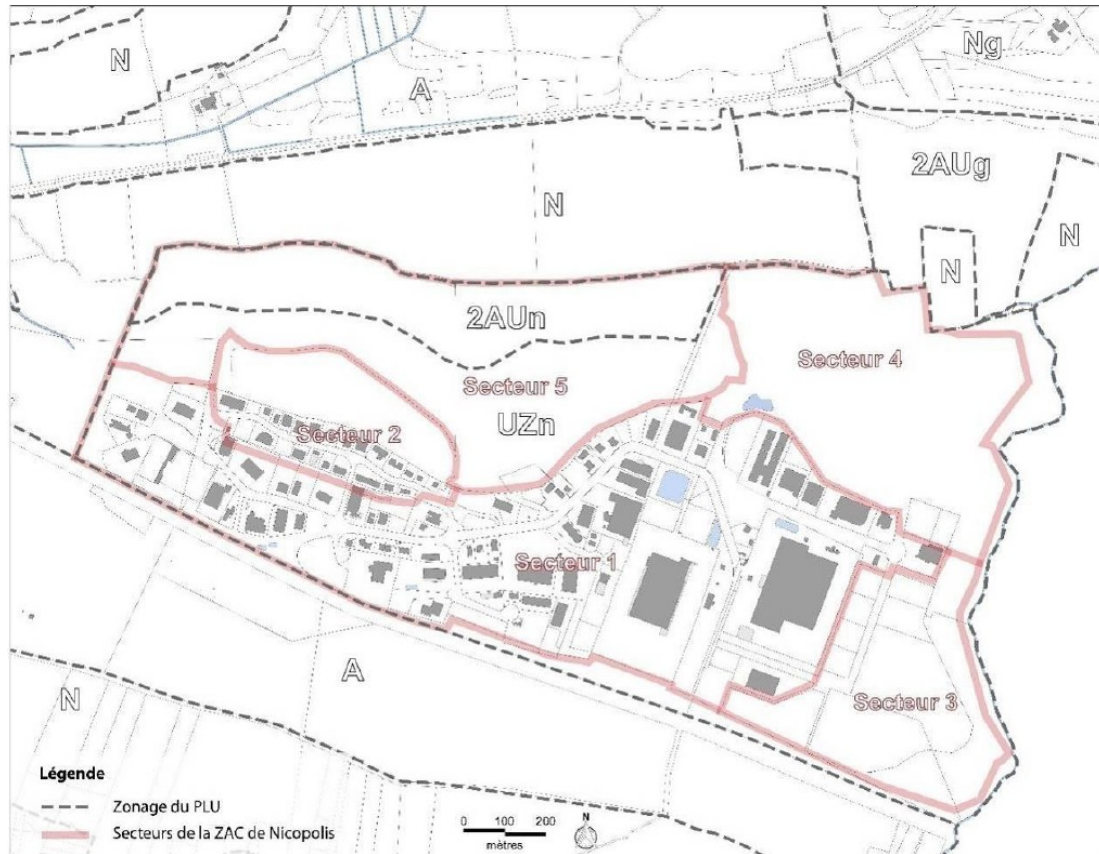 Ng
N
A
2AUg
N
N
N
2AUn
Secteur 4
Secteur 5
UZn
Secteur 2
Secteur 1
A
N
Secteur 3
Légende
Zonage du PLU
Secteurs de la ZAC de Nicopolis
0 100 200
mètres
N